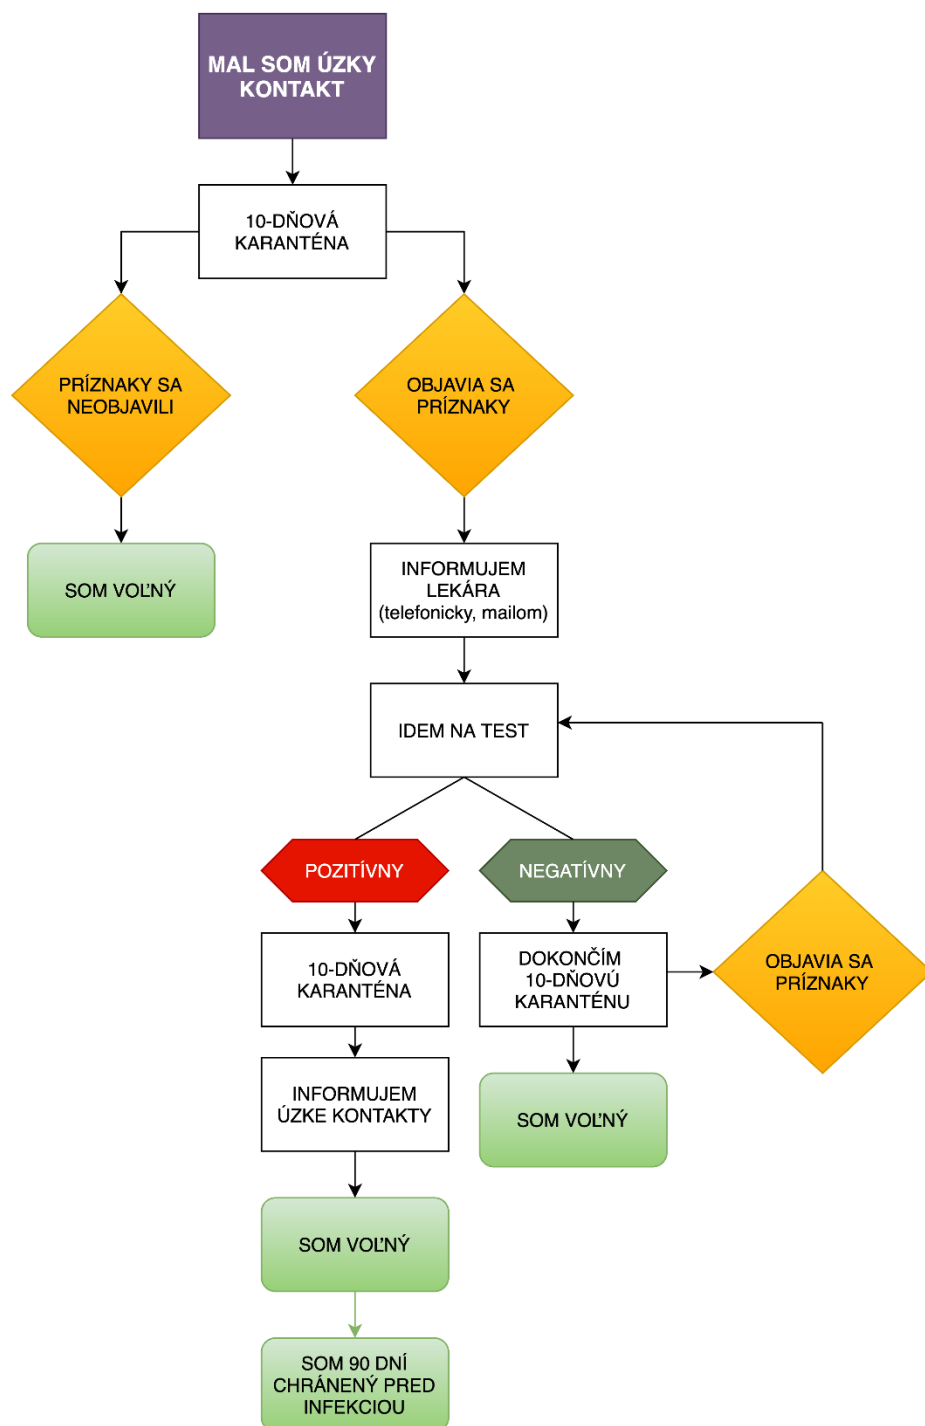 MAL SOM ÚZKY
KONTAKT
10-DŇOVÁ
KARANTÉNA
PRÍZNAKY SA
NEOBJAVILI
OBJAVIA SA
PRÍZNAKY
SOM VOĽNÝ
INFORMUJEM
LEKÁRA
(telefonicky, mailom)
IDEM NA TEST
POZITÍVNY
NEGATÍVNY
10-DŇOVÁ
KARANTÉNA
DOKONČÍM
10-DŇOVÚ
KARANTÉNU
OBJAVIA SA
PRÍZNAKY
INFORMUJEM
ÚZKE KONTAKTY
SOM VOĽNÝ
SOM VOĽNÝ
SOM 90 DNÍ
CHRÁNENÝ PRED
INFEKCIOU